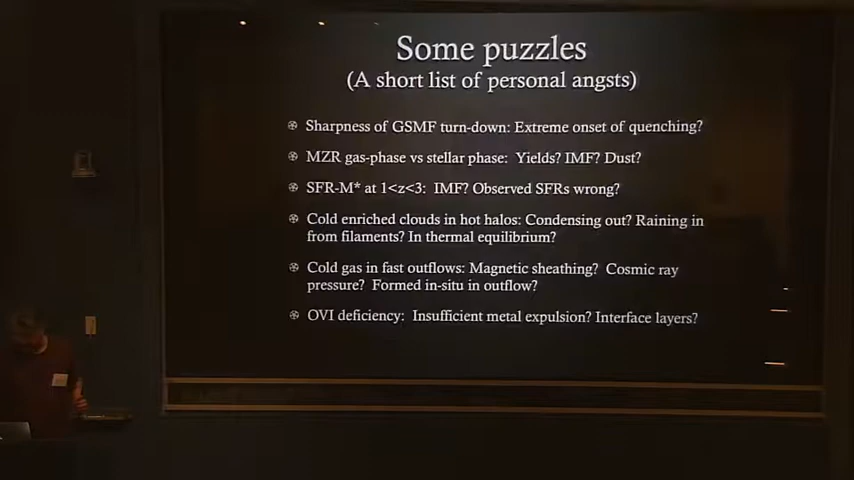 Some puzzles
(A short list of personal angsts)
Sharpness of GSMF turn-down: Extreme onset of quenching?
MZR gas-phase vs stellar phase: Yields? IMF? Dust?
SFR-M* at 1<z<3: IMF? Observed SFRs wrong?
Cold enriched clouds in hot halos: Condensing out? Raining in
from filaments? In thermal equilibrium?
Cold gas in fast outflows: Magnetic sheathing? Cosmic ray
pressure? Formed in-situ in outflow?
OVI deficiency: Insufficient metal expulsion? Interface layers?